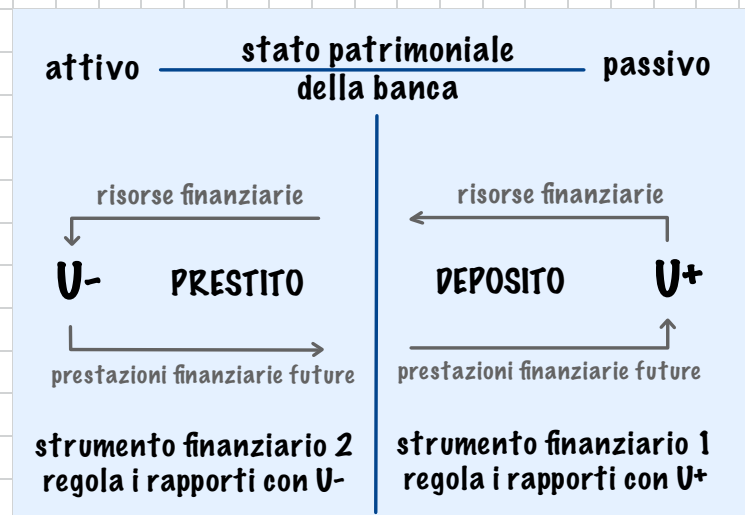 attivo
stato patrimoniale
della banca
passivo
risorse finanziarie
risorse finanziarie
U-
PRESTITO
DEPOSITO
U+
prestazioni finanziarie future
prestazioni finanziarie future
strumento finanziario 2
regola i rapporti con U-
strumento finanziario 1
regola i rapporti con U+